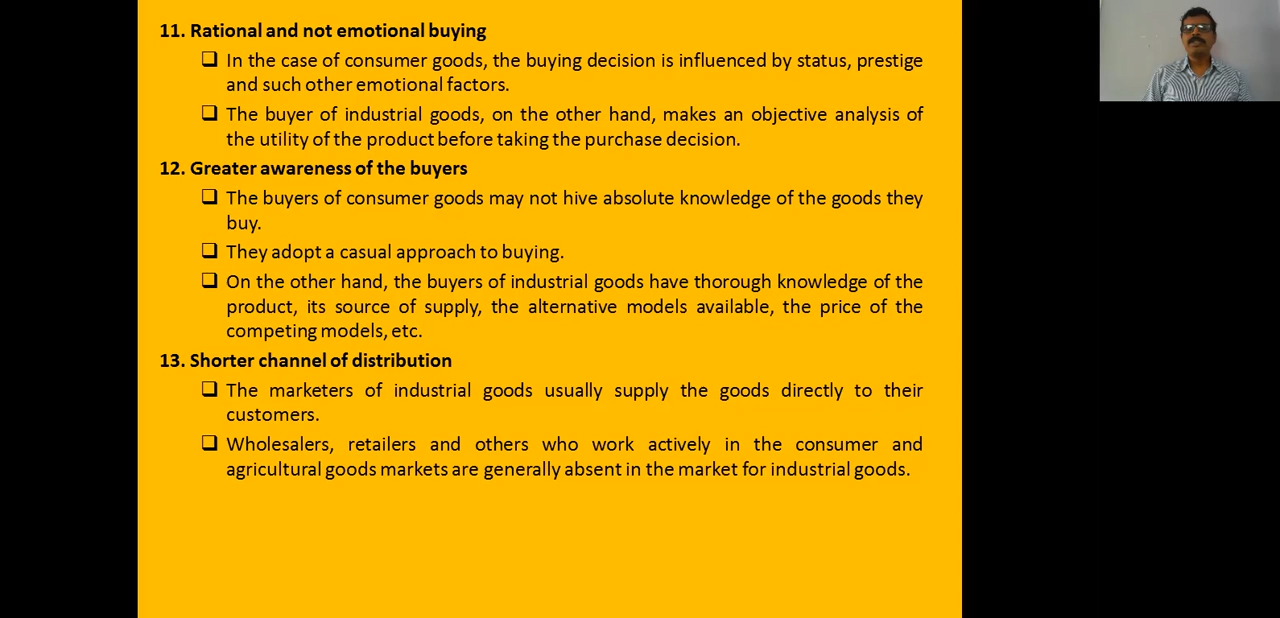 11. Rational and not emotional buying
❑ In the case of consumer goods, the buying decision is influenced by status, prestige
and such other emotional factors.
❑ The buyer of industrial goods, on the other hand, makes an objective analysis of
the utility of the product before taking the purchase decision.
12. Greater awareness of the buyers
❑ The buyers of consumer goods may not hive absolute knowledge of the goods they
buy.
❑ They adopt a casual approach to buying.
❑ On the other hand, the buyers of industrial goods have thorough knowledge of the
product, its source of supply, the alternative models available, the price of the
competing models, etc.
13. Shorter channel of distribution
❑ The marketers of industrial goods usually supply the goods directly to their
customers.
❑ Wholesalers, retailers and others who work actively in the consumer and
agricultural goods markets are generally absent in the market for industrial goods.